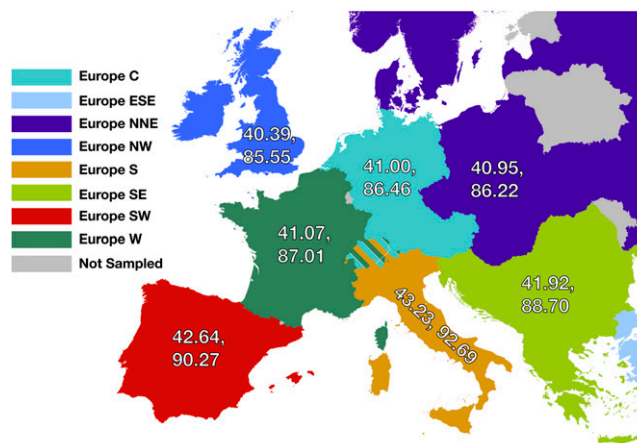 Europe C
Europe ESE
Europe NNE
Europe NW
Europe S
Europe SE
Europe SW
Europe W
Not Sampled
40.39,
85.55
41.00,
86.46
40.95,
86.22
41.07,
87.01
41.92,
88.70
43.23, 92.69
42.64,
90.27